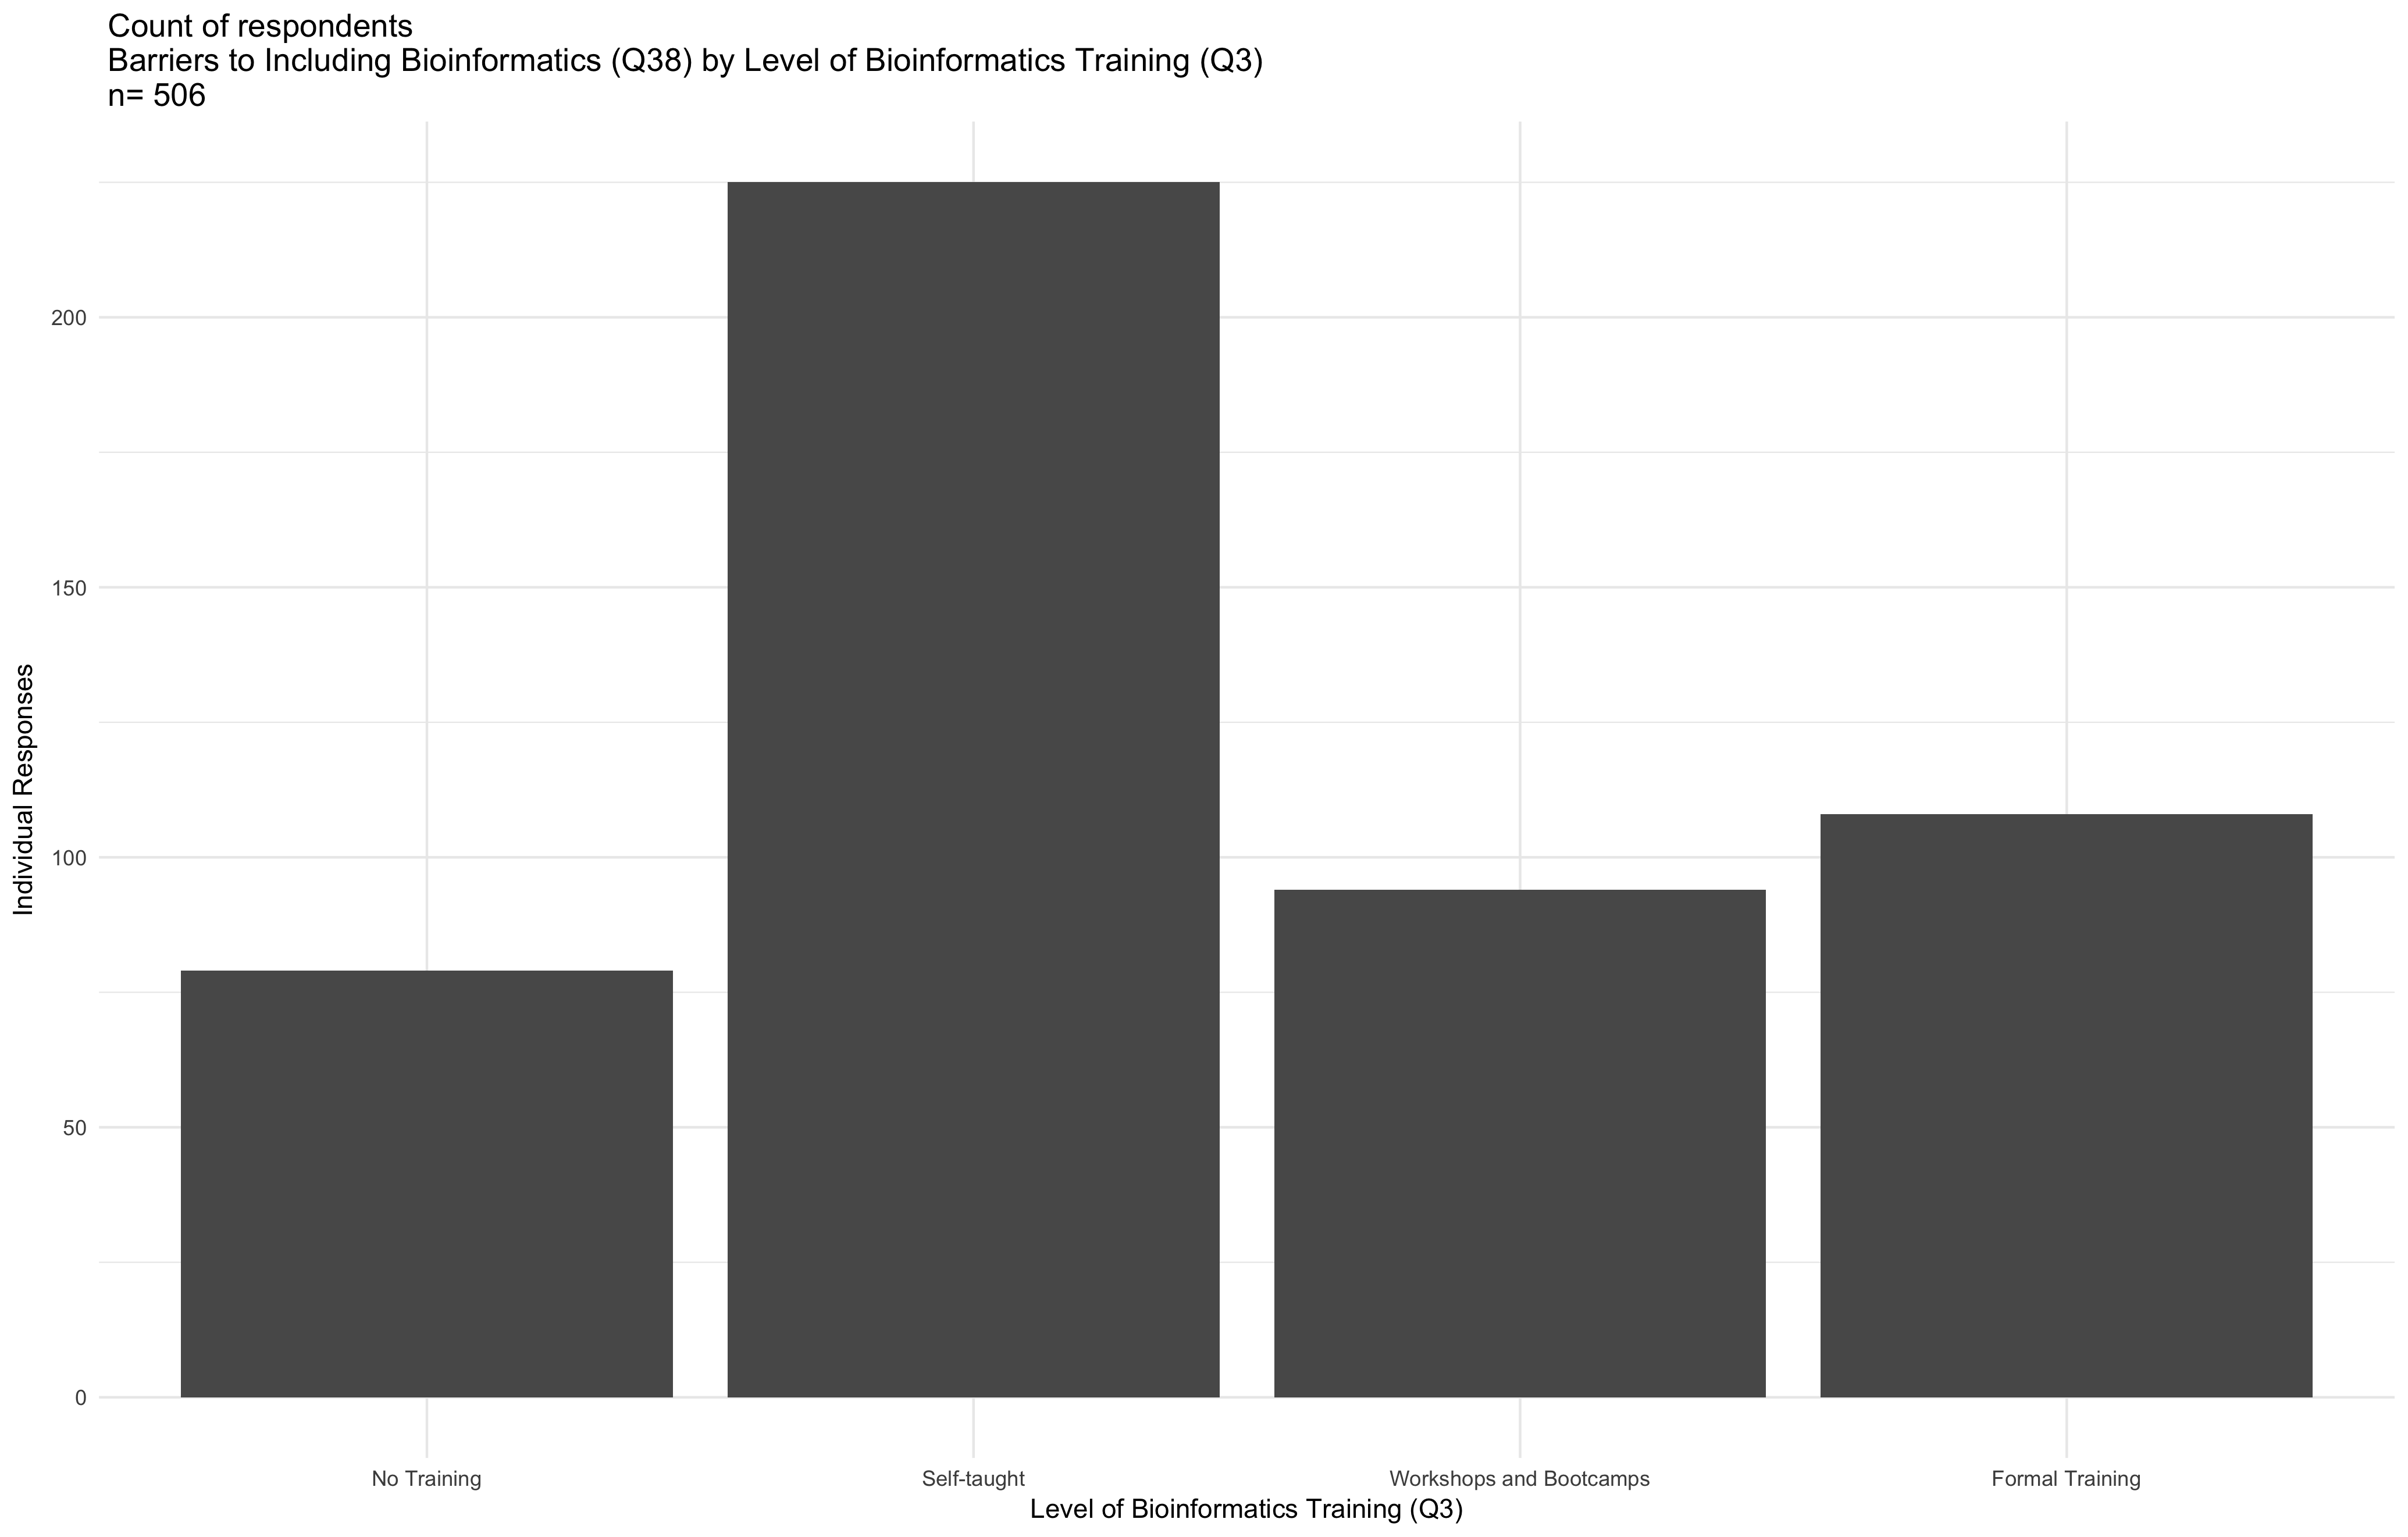 Count of respondents
Barriers to Including Bioinformatics (Q38) by Level of Bioinformatics Training (Q3)
n= 506
Individual Responses
200
150
100
50
0
No Training
Self-taught
Workshops and Bootcamps
Formal Training
Level of Bioinformatics Training (Q3)